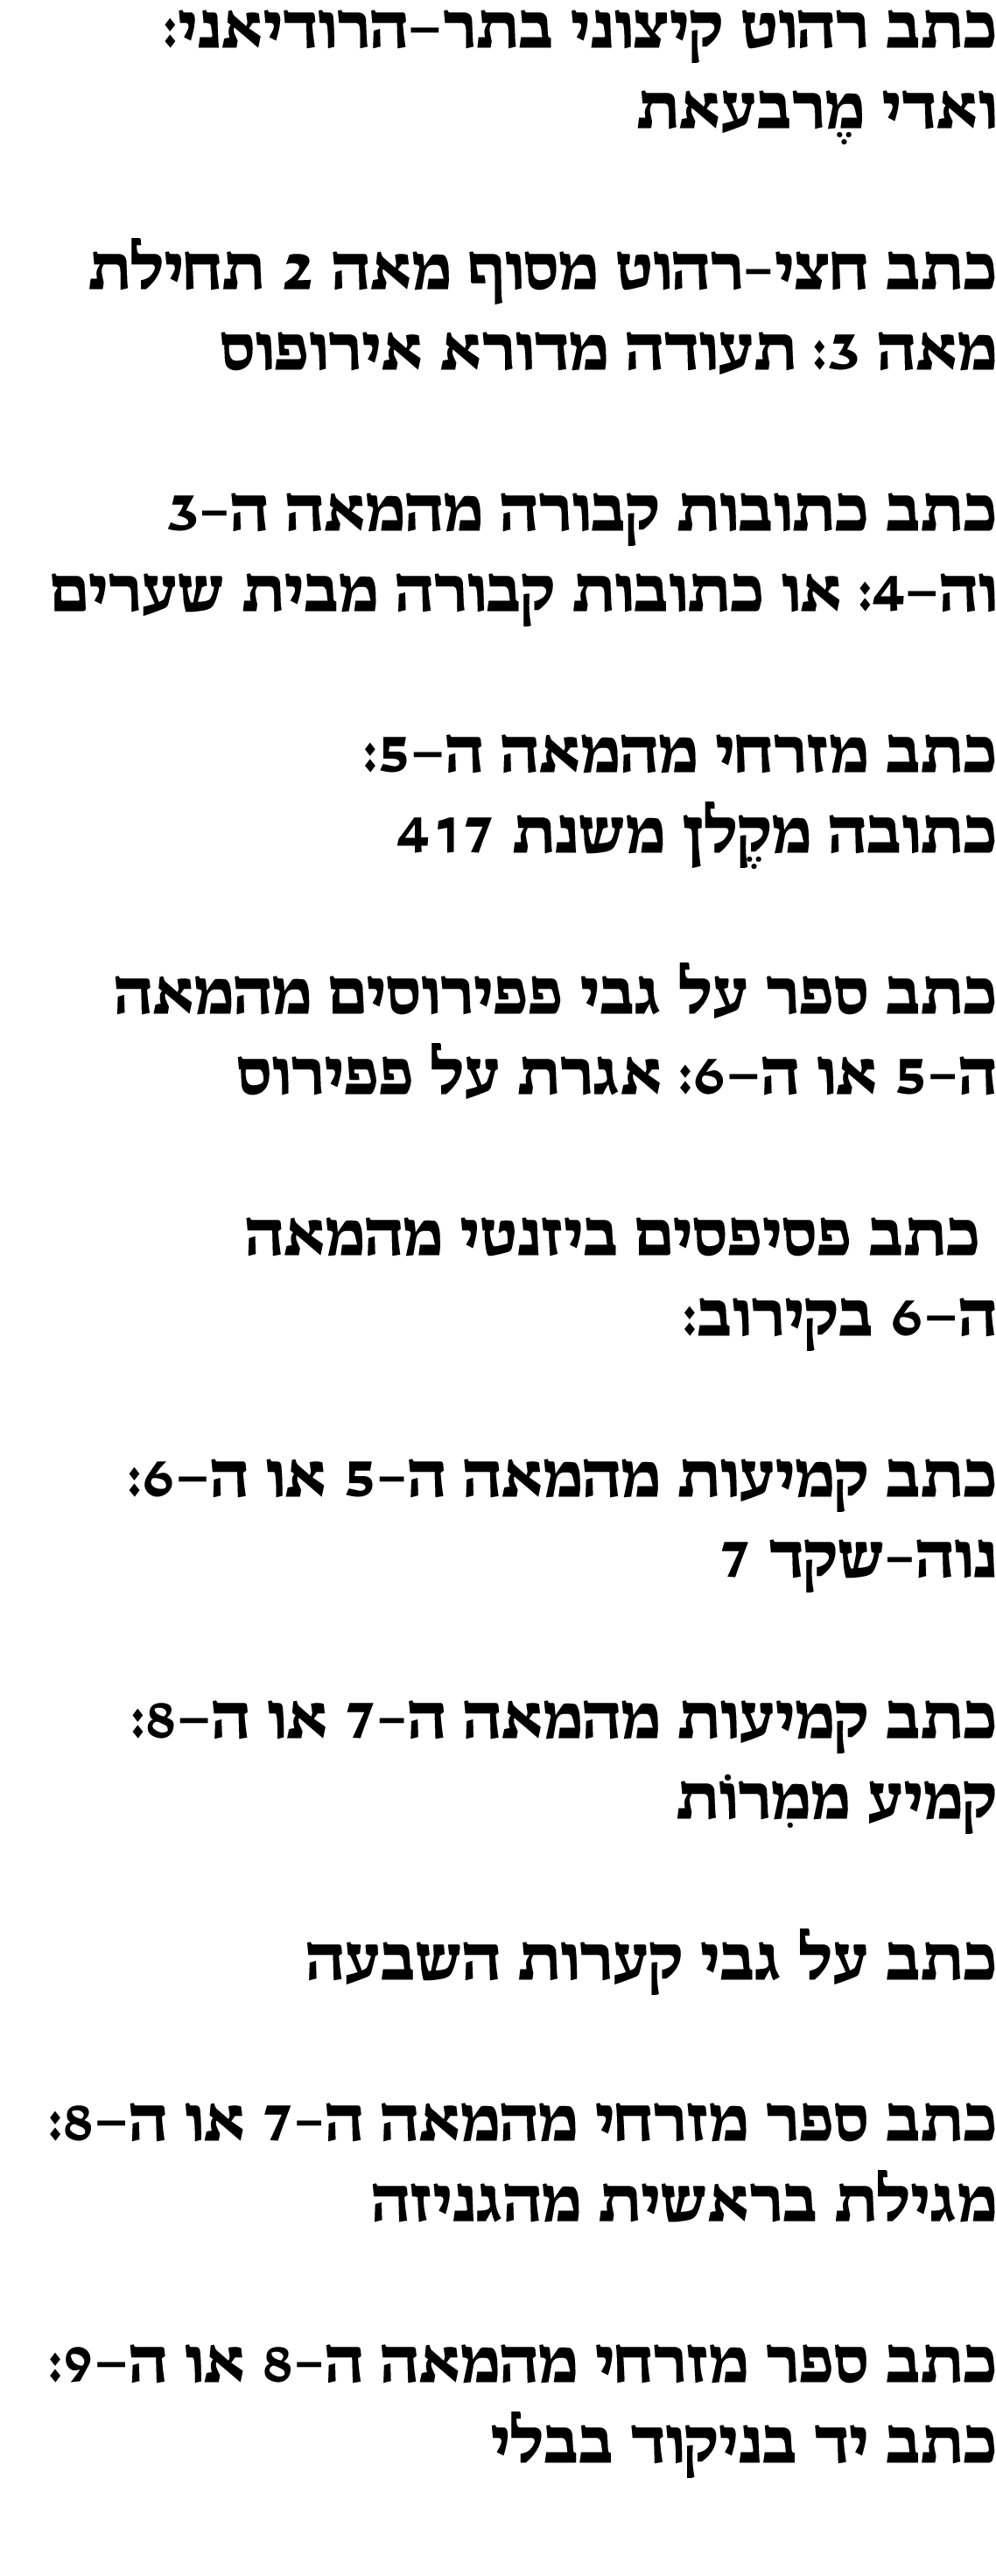 כתב רהוט קיצוני בתר–הרודיאני:
ואדי מֶרבעאת
כתב חצי–רהוט מסוף מאה 2 תחילת
מאה 3: תעודה מדורא אירופוס
כתב כתובות קבורה מהמאה ה–3
וה–4: או כתובות קבורה מבית שערים
כתב מזרחי מהמאה ה–5:
כתובה מקֶלן משנת 417
כתב ספר על גבי פפירוסים מהמאה
ה–5 או ה–6: אגרת על פפירוס
כתב פסיפסים ביזנטי מהמאה
ה–6 בקירוב:
כתב קמיעות מהמאה ה–5 או ה–6:
נוה–שקד 7
כתב קמיעות מהמאה ה–7 או ה–8:
קמיע ממִרוֹת
כתב על גבי קערות השבעה
כתב ספר מזרחי מהמאה ה–7 או ה–8:
מגילת בראשית מהגניזה
כתב ספר מזרחי מהמאה ה–8 או ה–9:
כתב יד בניקוד בבלי